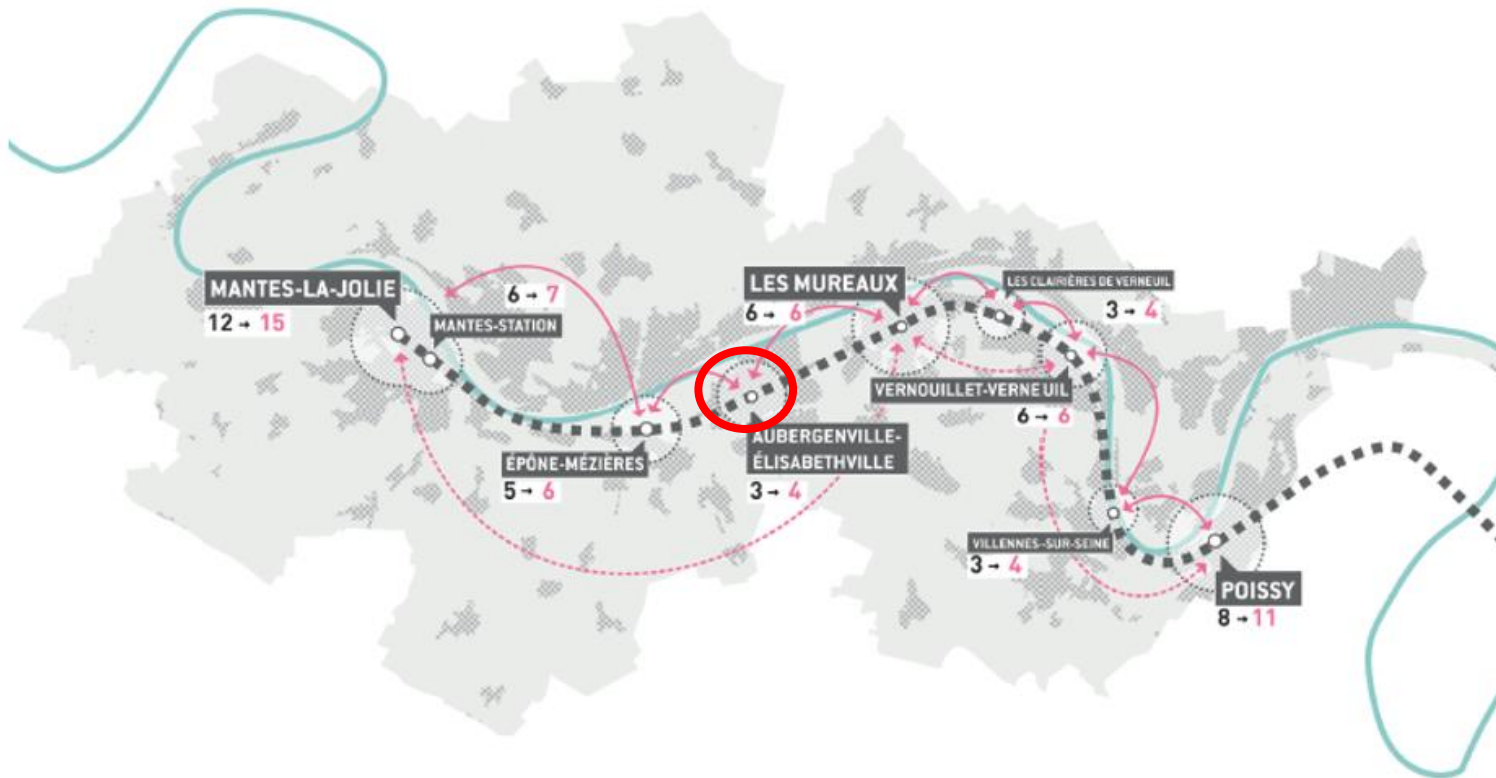 MANTES-LA-JOLIE
12 → 15
MANTES-STATION
6 → 7
ÉPÔNE-MÉZIÈRES
5 → 6
AUBERGENVILLE-
ÉLISABETHVILLE
3 → 4
LES MUREAUX
6 → 6
LES CLAIRIÈRES DE VERNEUIL
3 → 4
VERNOUILLET-VERNEUIL
6 → 6
VILLENNES-SUR-SEINE
3 → 4
POISSY
8 → 11